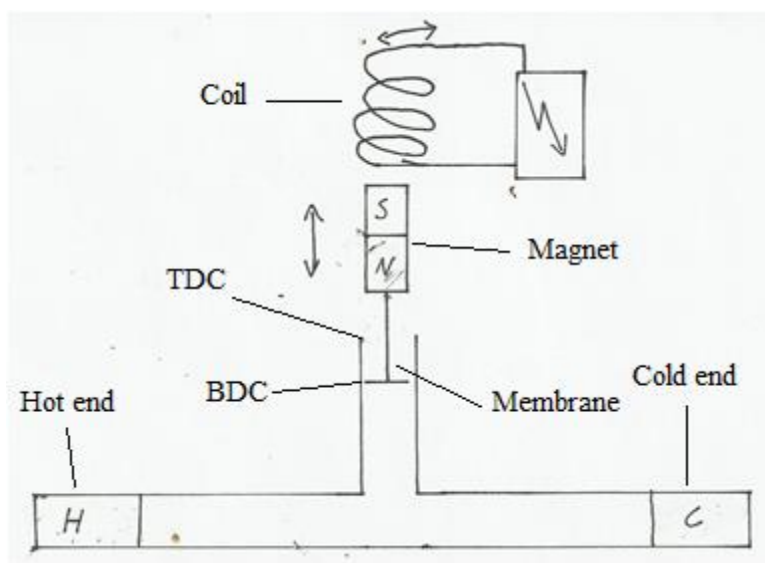 Coil
S
N
Magnet
TDC
BDC
Membrane
Cold end
Hot end
H
C